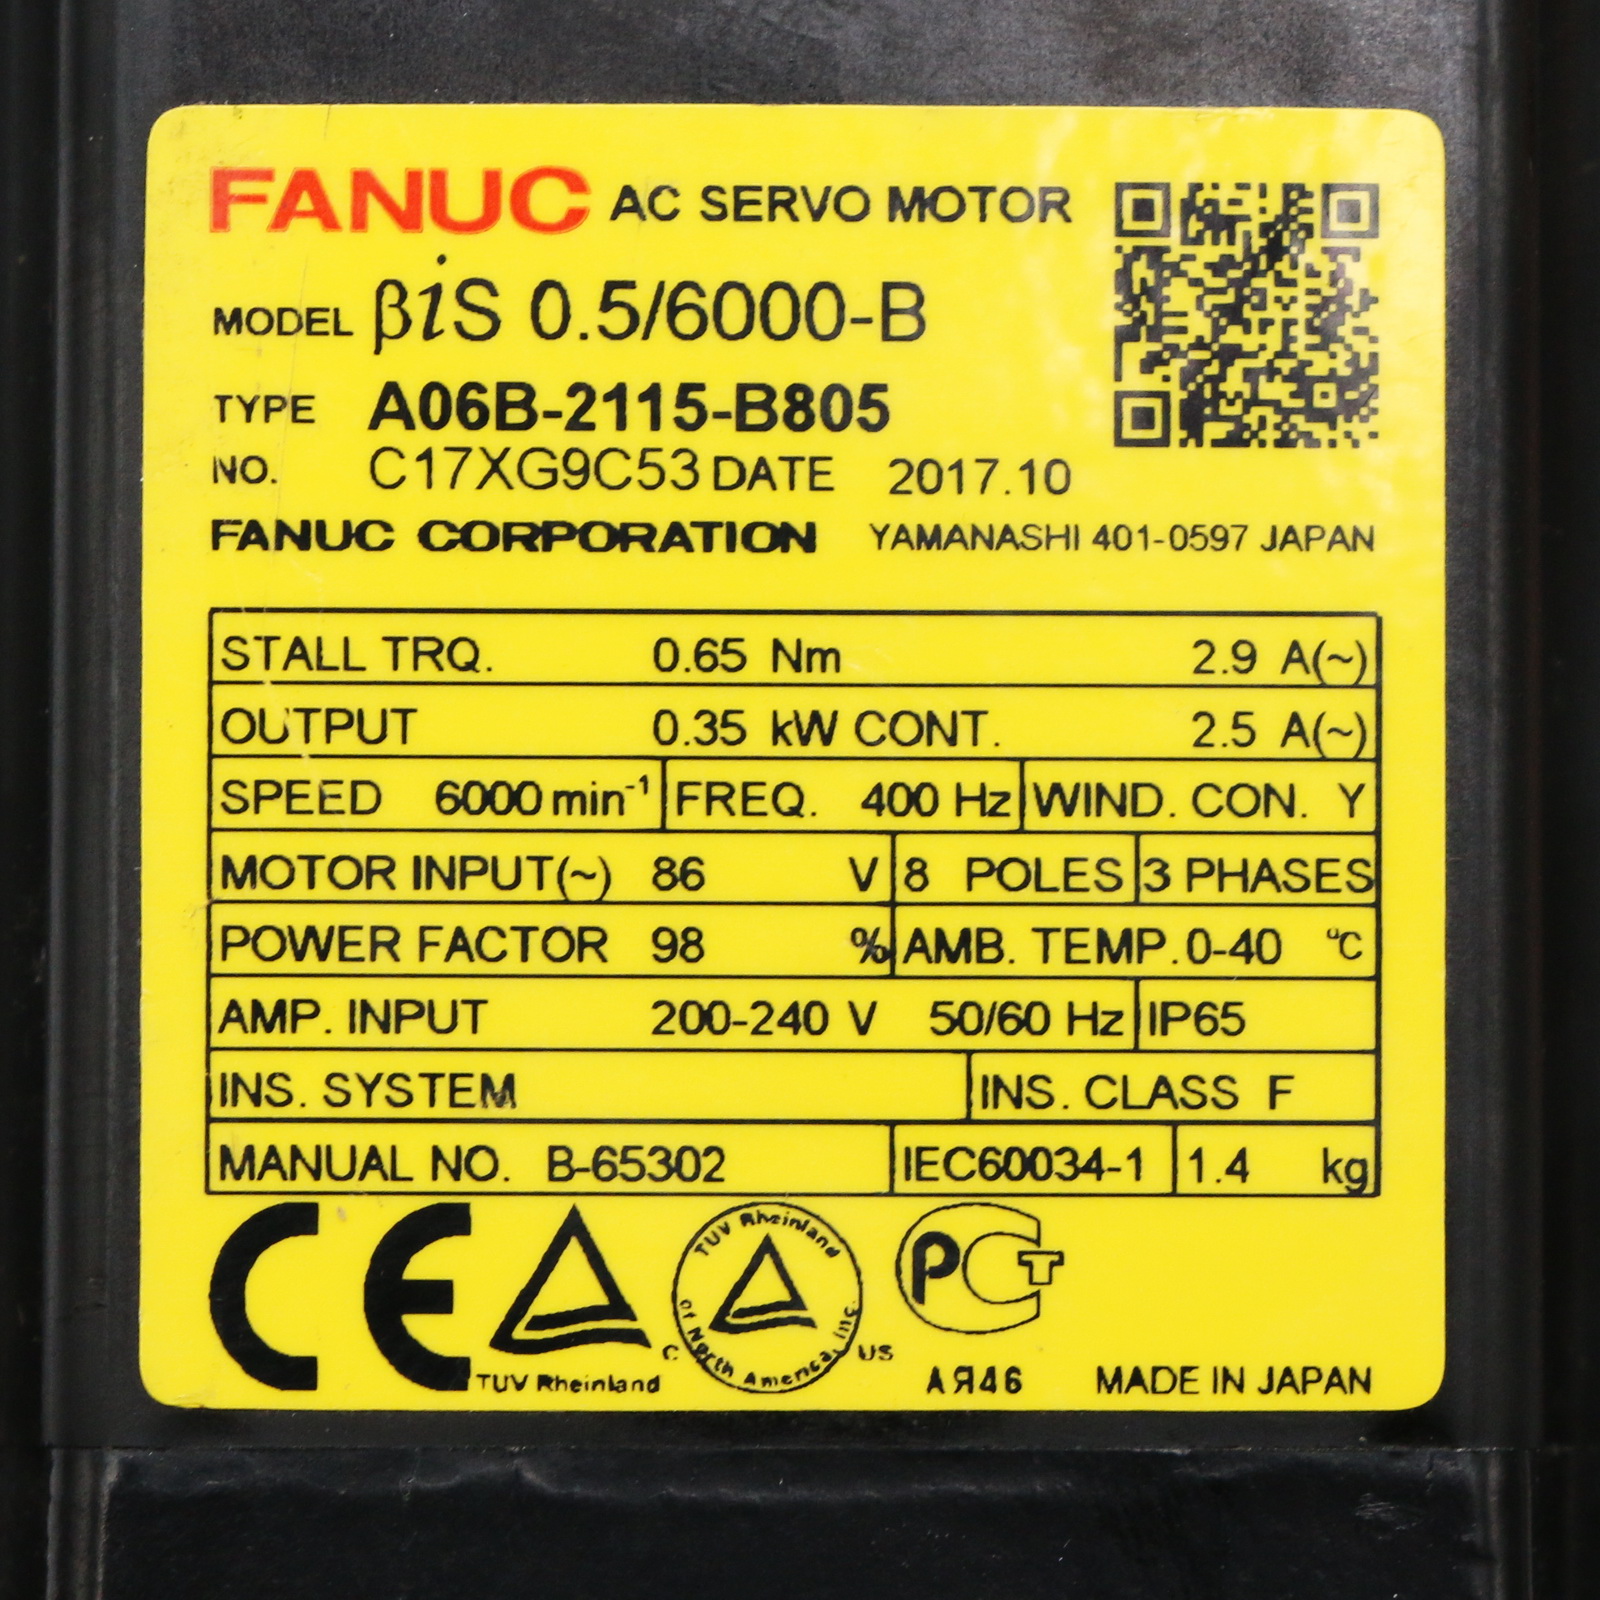 FANUC AC SERVO MOTOR
MODEL βiS 0.5/6000-B
TYPE A06B-2115-B805
NO. C17XG9C53 DATE 2017.10
FANUC CORPORATION YAMANASHI 401-0597 JAPAN
STALL TRQ. 0.65 Nm 2.9 A(~)
OUTPUT 0.35 kW CONT. 2.5 A(~)
SPEED 6000 min⁻¹ FREQ. 400 Hz WIND. CON. Y
MOTOR INPUT(~) 86 V 8 POLES 3 PHASES
POWER FACTOR 98 % AMB. TEMP. 0-40 °C
AMP. INPUT 200-240 V 50/60 Hz IP65
INS. SYSTEM INS. CLASS F
MANUAL NO. B-65302 IEC60034-1 1.4 kg
CE
TUV Rheinland
C TUV Rheinland of North America, Inc. US
PCT
AЯ46
MADE IN JAPAN